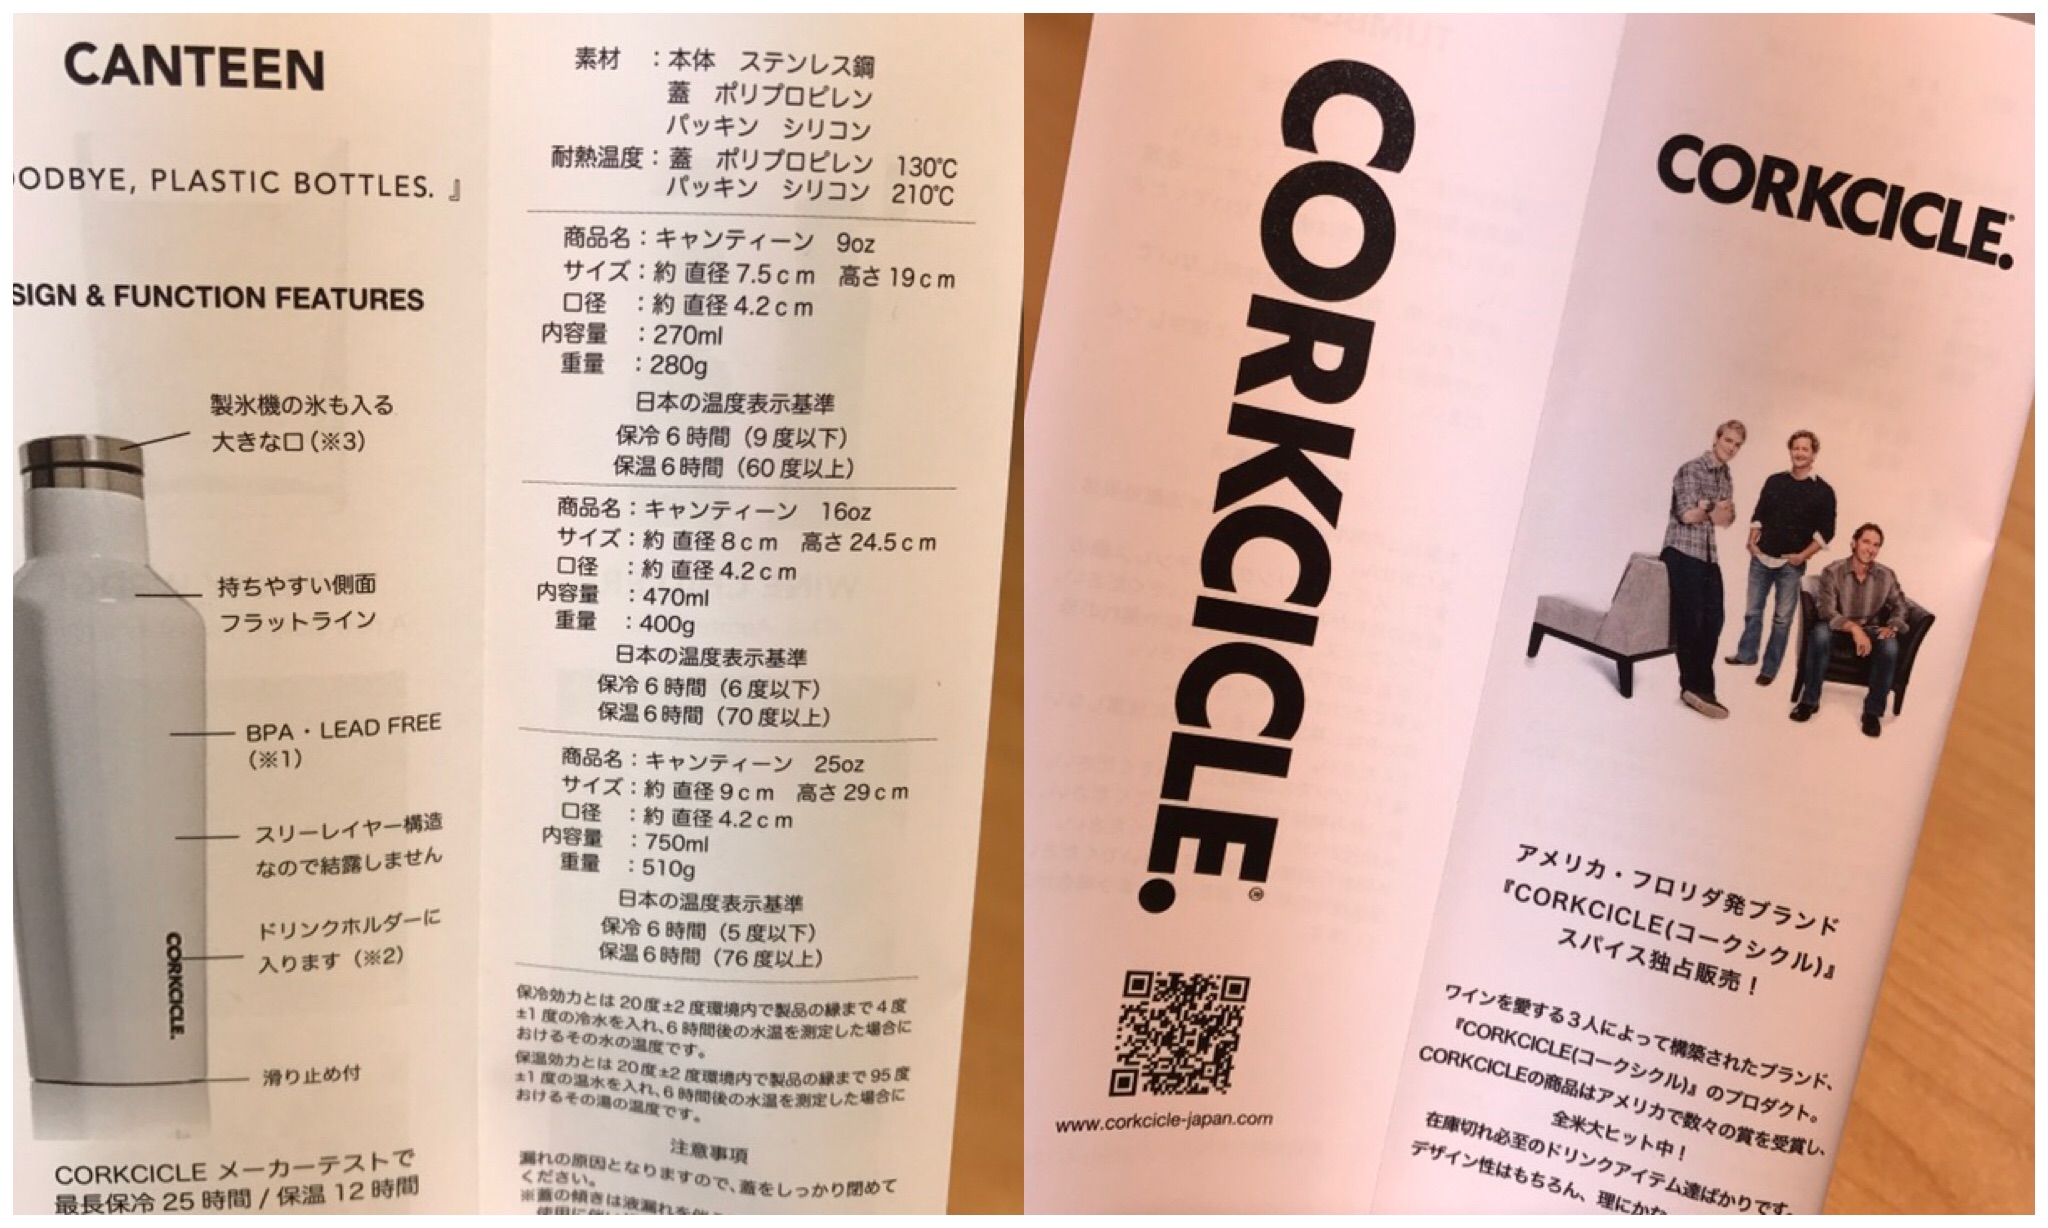 CANTEEN
ODBYE, PLASTIC BOTTLES. 』
SIGN & FUNCTION FEATURES
製氷機の氷も入る
大きな口(※3)
持ちやすい側面
フラットライン
BPA・LEAD FREE
(※1)
スリーレイヤー構造
なので結露しません
ドリンクホルダーに
入ります(※2)
CORKCICLE.
滑り止め付
CORKCICLE メーカーテストで
最長保冷 25 時間 / 保温 12 時間
素材 :本体 ステンレス鋼
蓋 ポリプロピレン
パッキン シリコン
耐熱温度:蓋 ポリプロピレン 130℃
パッキン シリコン 210℃
商品名:キャンティーン 9oz
サイズ:約 直径 7.5cm 高さ 19cm
口径 :約 直径 4.2cm
内容量 :270ml
重量 :280g
日本の温度表示基準
保冷 6 時間(9 度以下)
保温 6 時間(60 度以上)
商品名:キャンティーン 16oz
サイズ:約 直径 8cm 高さ 24.5cm
口径 :約 直径 4.2cm
内容量 :470ml
重量 :400g
日本の温度表示基準
保冷 6 時間(6 度以下)
保温 6 時間(70 度以上)
商品名:キャンティーン 25oz
サイズ:約 直径 9cm 高さ 29cm
口径 :約 直径 4.2cm
内容量 :750ml
重量 :510g
日本の温度表示基準
保冷 6 時間(5 度以下)
保温 6 時間(76 度以上)
保冷効力とは 20 度±2 度環境内で製品の縁まで 4 度
±1 度の冷水を入れ、6 時間後の水温を測定した場合に
おけるその水の温度です。
保温効力とは 20 度±2 度環境内で製品の縁まで 95 度
±1 度の温水を入れ、6 時間後の水温を測定した場合に
おけるその湯の温度です。
注意事項
漏れの原因となりますので、蓋をしっかり閉めて
ください。
※蓋の傾きは液漏れを
CORKCICLE.®
www.corkcicle-japan.com
CORKCICLE.
アメリカ・フロリダ発ブランド
『CORKCICLE(コークシクル)』
スパイス独占販売!
ワインを愛する3人によって構築されたブランド、
『CORKCICLE(コークシクル)』のプロダクト。
CORKCICLEの商品はアメリカで数々の賞を受賞し、
全米大ヒット中!
在庫切れ必至のドリンクアイテム達ばかりです。
デザイン性はもちろん、理にかな